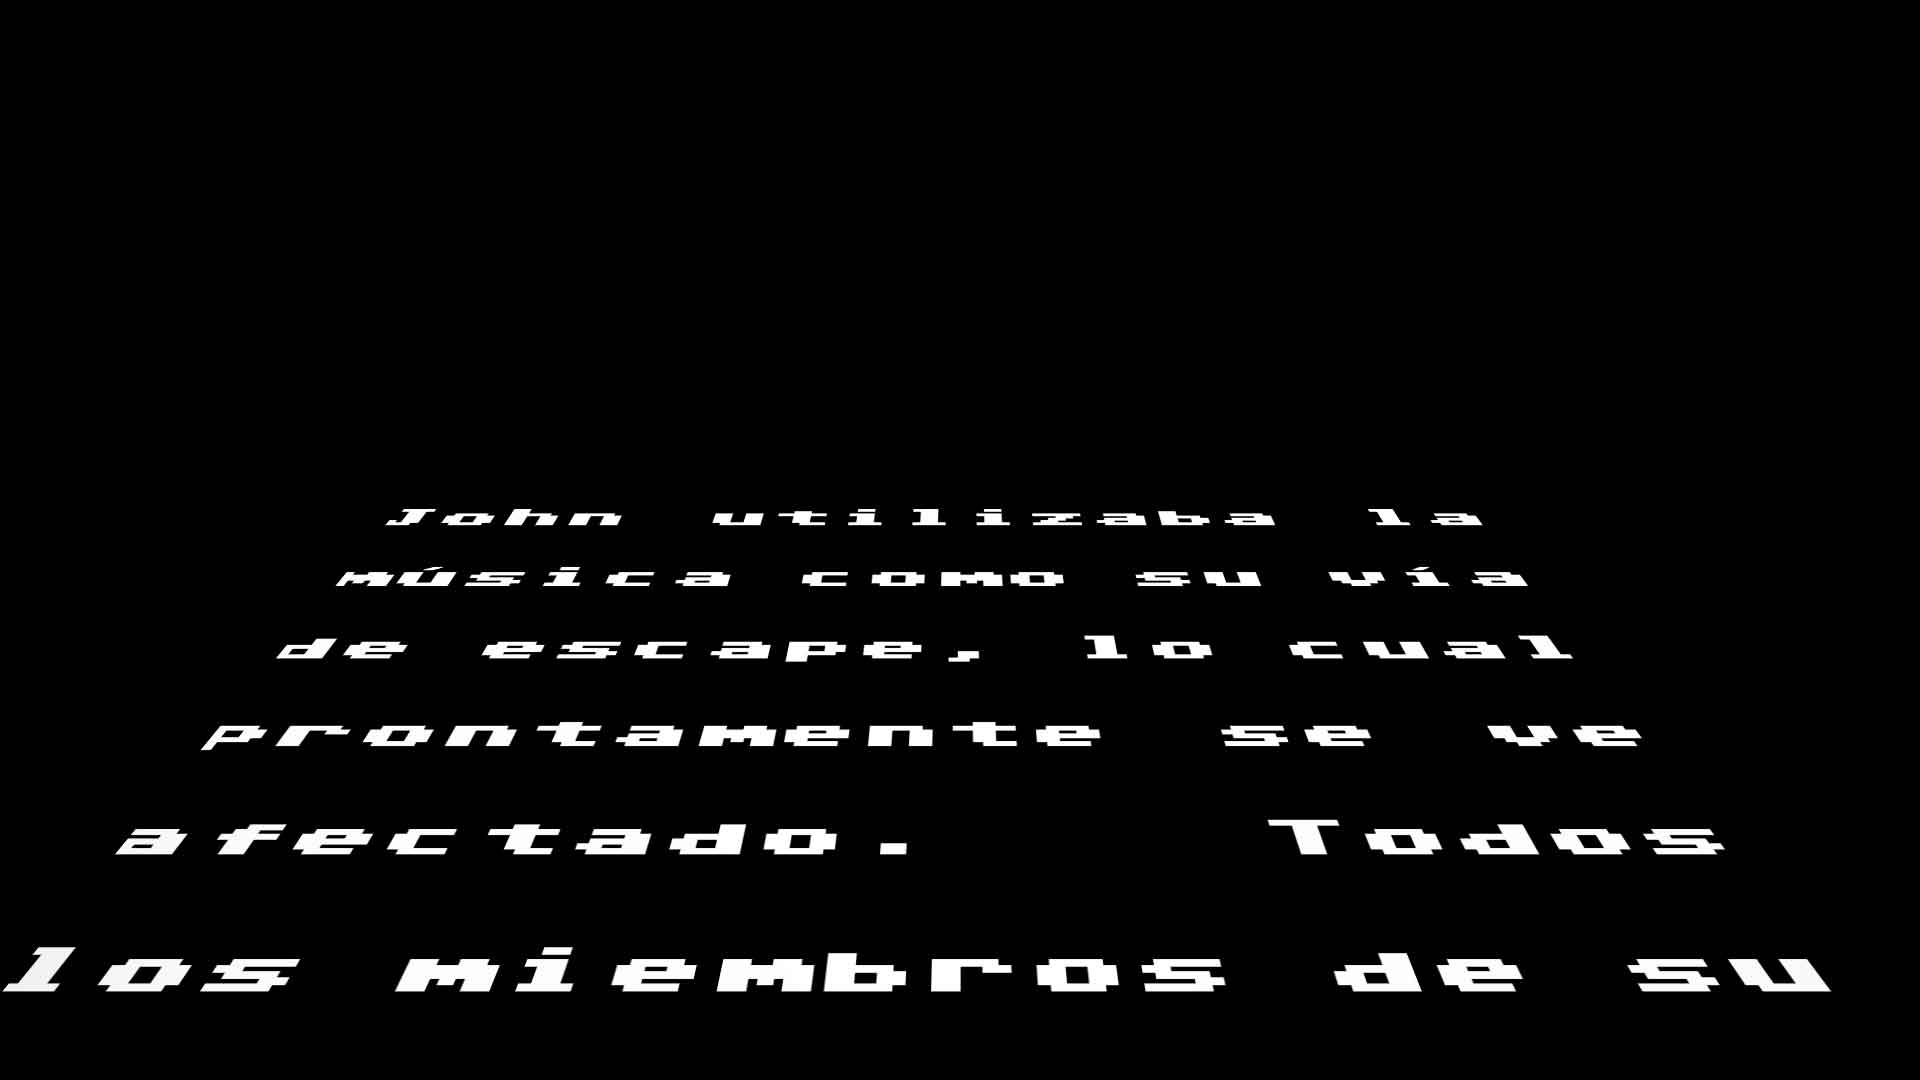 John utilizaba la
música como su vía
de escape, lo cual
prontamente se ve
afectado. Todos
los miembros de su